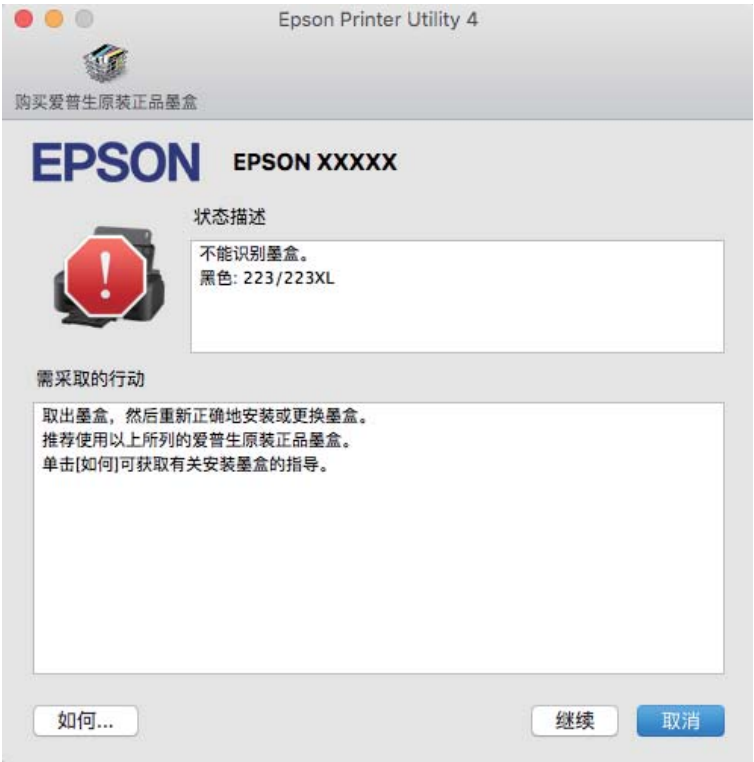 Epson Printer Utility 4
购买爱普生原装正品墨盒
EPSON
EPSON XXXXX
状态描述
不能识别墨盒。
黑色: 223/223XL
需采取的行动
取出墨盒，然后重新正确地安装或更换墨盒。
推荐使用以上所列的爱普生原装正品墨盒。
单击[如何]可获取有关安装墨盒的指导。
如何...
继续
取消